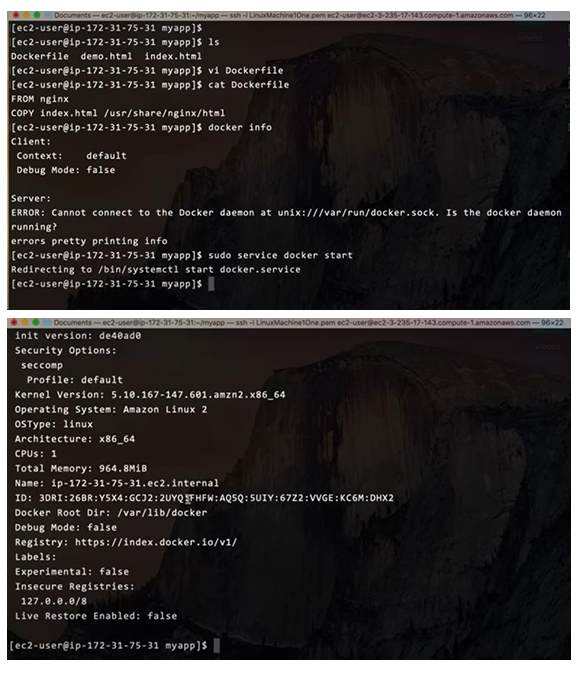 Documents — ec2-user@ip-172-31-75-31:~/myapp — ssh -i LinuxMachine1One.pem ec2-user@ec2-3-235-17-143.compute-1.amazonaws.com — 96×22
[ec2-user@ip-172-31-75-31 myapp]$
[ec2-user@ip-172-31-75-31 myapp]$ ls
Dockerfile  demo.html  index.html
[ec2-user@ip-172-31-75-31 myapp]$ vi Dockerfile
[ec2-user@ip-172-31-75-31 myapp]$ cat Dockerfile
FROM nginx
COPY index.html /usr/share/nginx/html
[ec2-user@ip-172-31-75-31 myapp]$ docker info
Client:
 Context:    default
 Debug Mode: false
Server:
ERROR: Cannot connect to the Docker daemon at unix:///var/run/docker.sock. Is the docker daemon
running?
errors pretty printing info
[ec2-user@ip-172-31-75-31 myapp]$ sudo service docker start
Redirecting to /bin/systemctl start docker.service
[ec2-user@ip-172-31-75-31 myapp]$
Documents — ec2-user@ip-172-31-75-31:~/myapp — ssh -i LinuxMachine1One.pem ec2-user@ec2-3-235-17-143.compute-1.amazonaws.com — 96×22
 init version: de40ad0
 Security Options:
  seccomp
   Profile: default
 Kernel Version: 5.10.167-147.601.amzn2.x86_64
 Operating System: Amazon Linux 2
 OSType: linux
 Architecture: x86_64
 CPUs: 1
 Total Memory: 964.8MiB
 Name: ip-172-31-75-31.ec2.internal
 ID: FHFW:AQ5Q:5UIY:67Z2:VVGE:KC6M:DHX2
 Docker Root Dir: /var/lib/docker
 Debug Mode: false
 Registry: https://index.docker.io/v1/
 Labels:
 Experimental: false
 Insecure Registries:
  127.0.0.0/8
 Live Restore Enabled: false
[ec2-user@ip-172-31-75-31 myapp]$